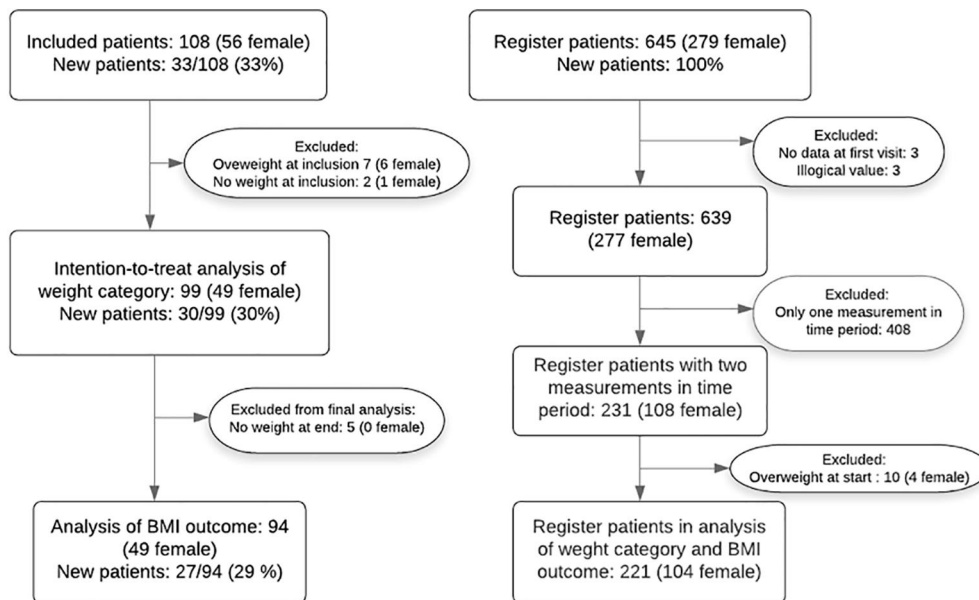 Included patients: 108 (56 female)
New patients: 33/108 (33%)
Excluded:
Oveweight at inclusion 7 (6 female)
No weight at inclusion: 2 (1 female)
Intention-to-treat analysis of
weight category: 99 (49 female)
New patients: 30/99 (30%)
Excluded from final analysis:
No weight at end: 5 (0 female)
Analysis of BMI outcome: 94
(49 female)
New patients: 27/94 (29 %)
Register patients: 645 (279 female)
New patients: 100%
Excluded:
No data at first visit: 3
Illogical value: 3
Register patients: 639
(277 female)
Excluded:
Only one measurement in
time period: 408
Register patients with two
measurements in time
period: 231 (108 female)
Excluded:
Overweight at start : 10 (4 female)
Register patients in analysis
of weght category and BMI
outcome: 221 (104 female)